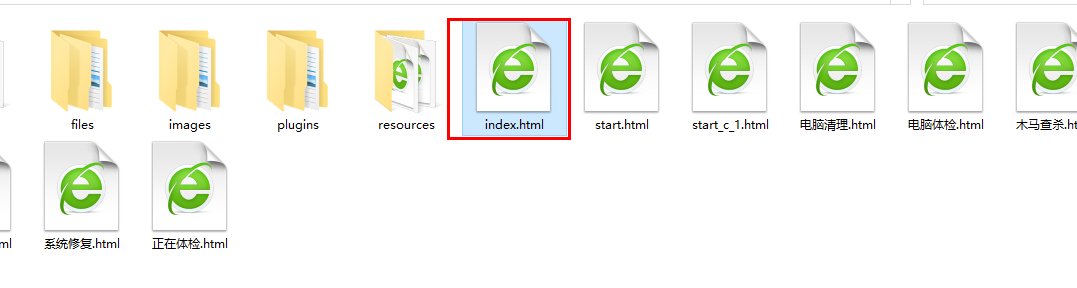 files
images
plugins
resources
index.html
start.html
start_c_1.html
电脑清理.html
电脑体检.html
木马查杀.ht
ml
系统修复.html
正在体检.html